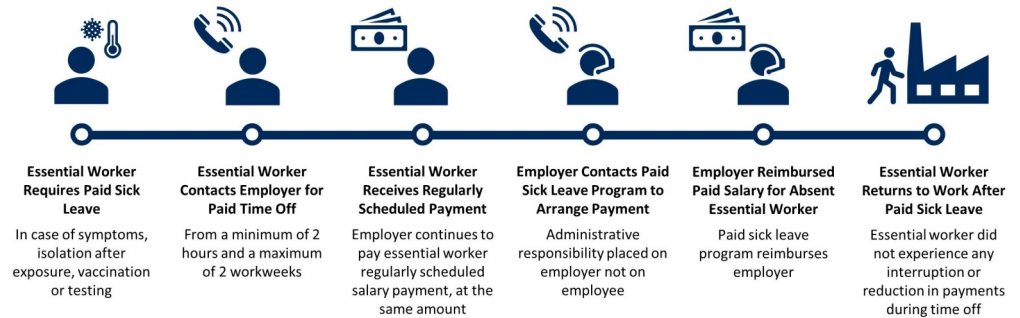 Essential Worker
Requires Paid Sick
Leave
In case of symptoms,
isolation after
exposure, vaccination
or testing
Essential Worker
Contacts Employer for
Paid Time Off
From a minimum of 2
hours and a maximum
of 2 workweeks
Essential Worker
Receives Regularly
Scheduled Payment
Employer continues to
pay essential worker
regularly scheduled
salary payment, at the
same amount
Employer Contacts Paid
Sick Leave Program to
Arrange Payment
Administrative
responsibility placed on
employer not on
employee
Employer Reimbursed
Paid Salary for Absent
Essential Worker
Paid sick leave
program reimburses
employer
Essential Worker
Returns to Work After
Paid Sick Leave
Essential worker did
not experience any
interruption or
reduction in payments
during time off